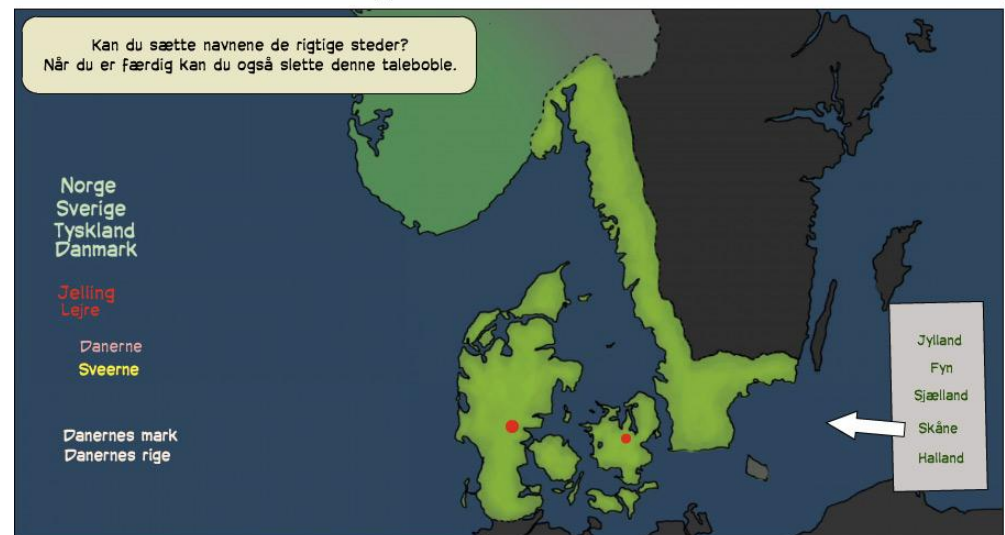 Kan du sætte navnene de rigtige steder?
Når du er færdig kan du også slette denne taleboble.
Norge
Sverige
Tyskland
Danmark
Jelling
Lejre
Danerne
Sveerne
Danernes mark
Danernes rige
Jylland
Fyn
Sjælland
Skåne
Halland